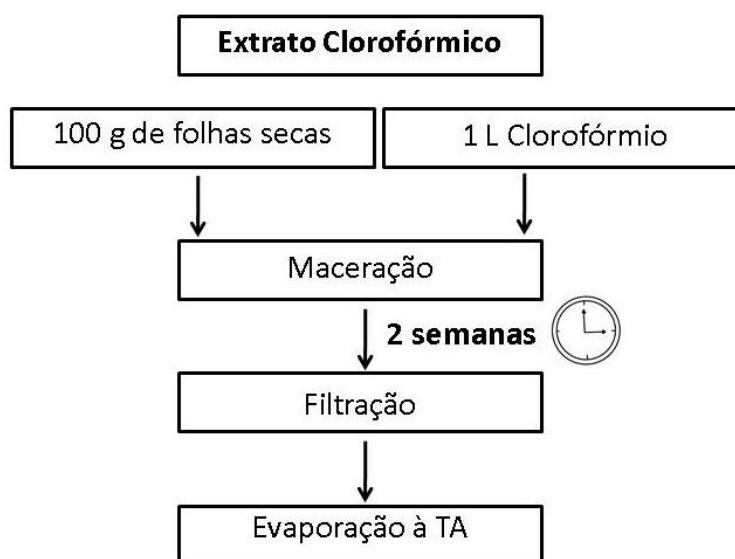 Extrato Clorofórmico
100 g de folhas secas
1 L Clorofórmio
Maceração
2 semanas
Filtração
Evaporação à TA